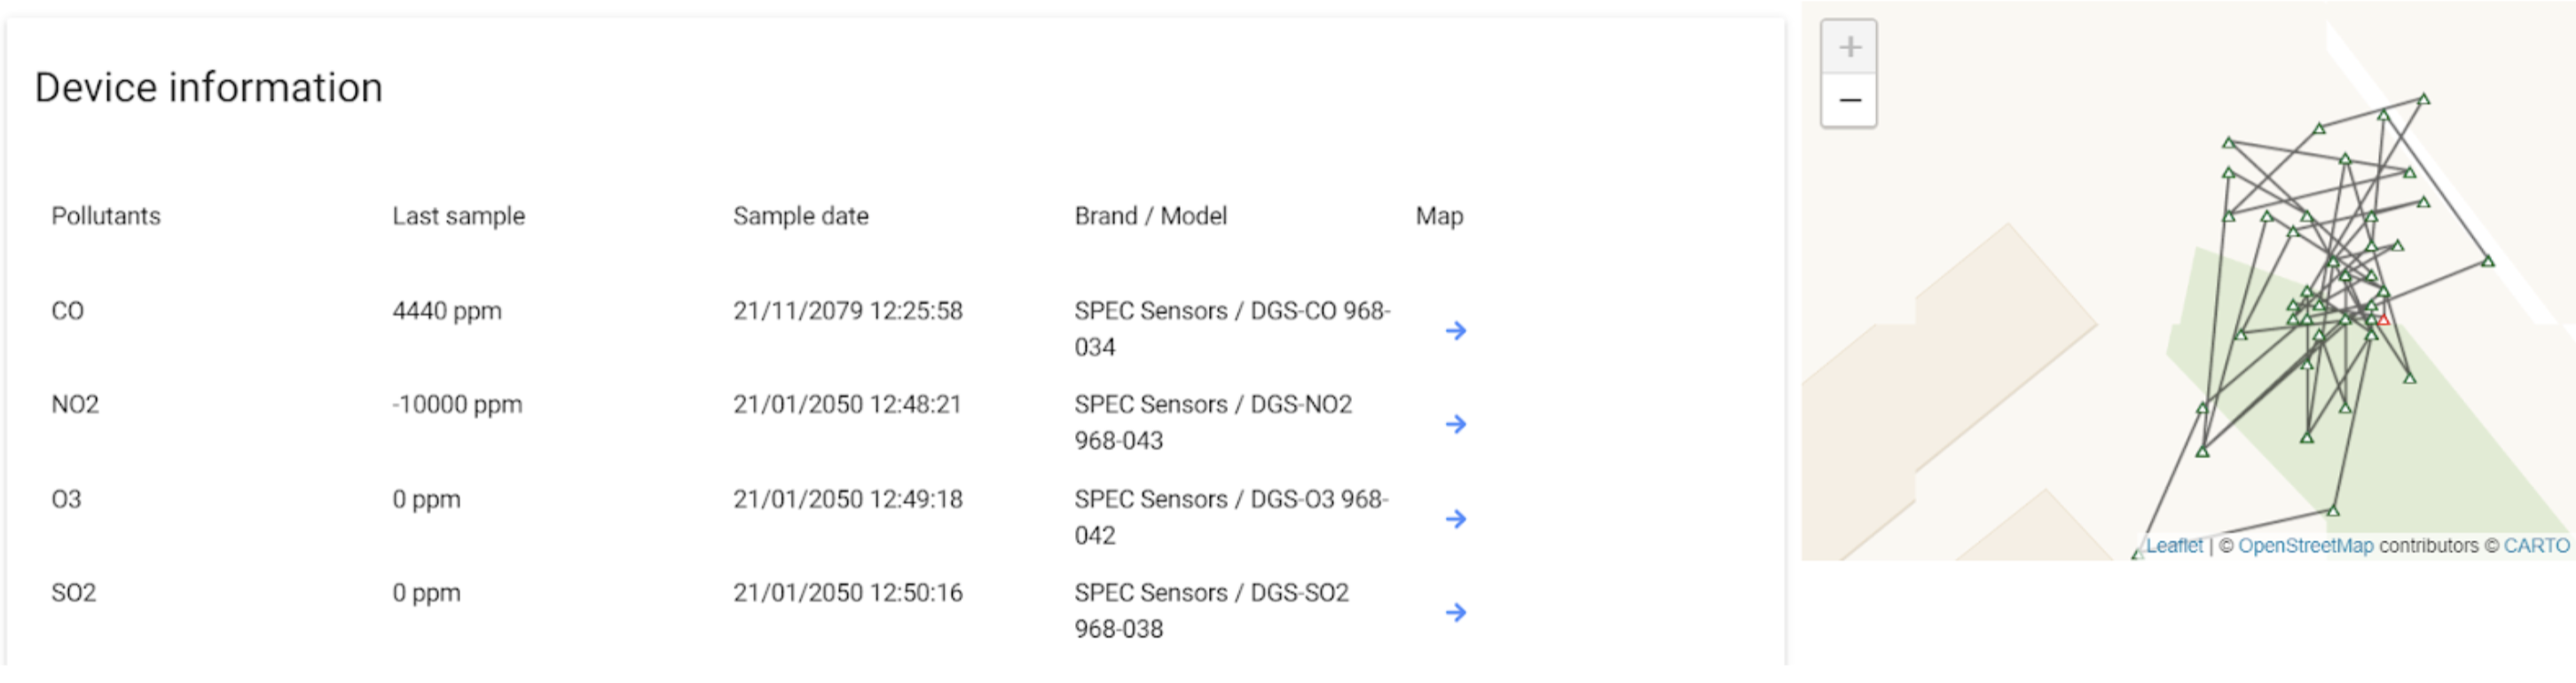 Device information
Pollutants Last sample Sample date Brand / Model Map
CO 4440 ppm 21/11/2079 12:25:58 SPEC Sensors / DGS-CO 968-
034
NO2 -10000 ppm 21/01/2050 12:48:21 SPEC Sensors / DGS-NO2
968-043
O3 0 ppm 21/01/2050 12:49:18 SPEC Sensors / DGS-O3 968-
042
SO2 0 ppm 21/01/2050 12:50:16 SPEC Sensors / DGS-SO2
968-038
+
−
Leaflet | © OpenStreetMap contributors © CARTO